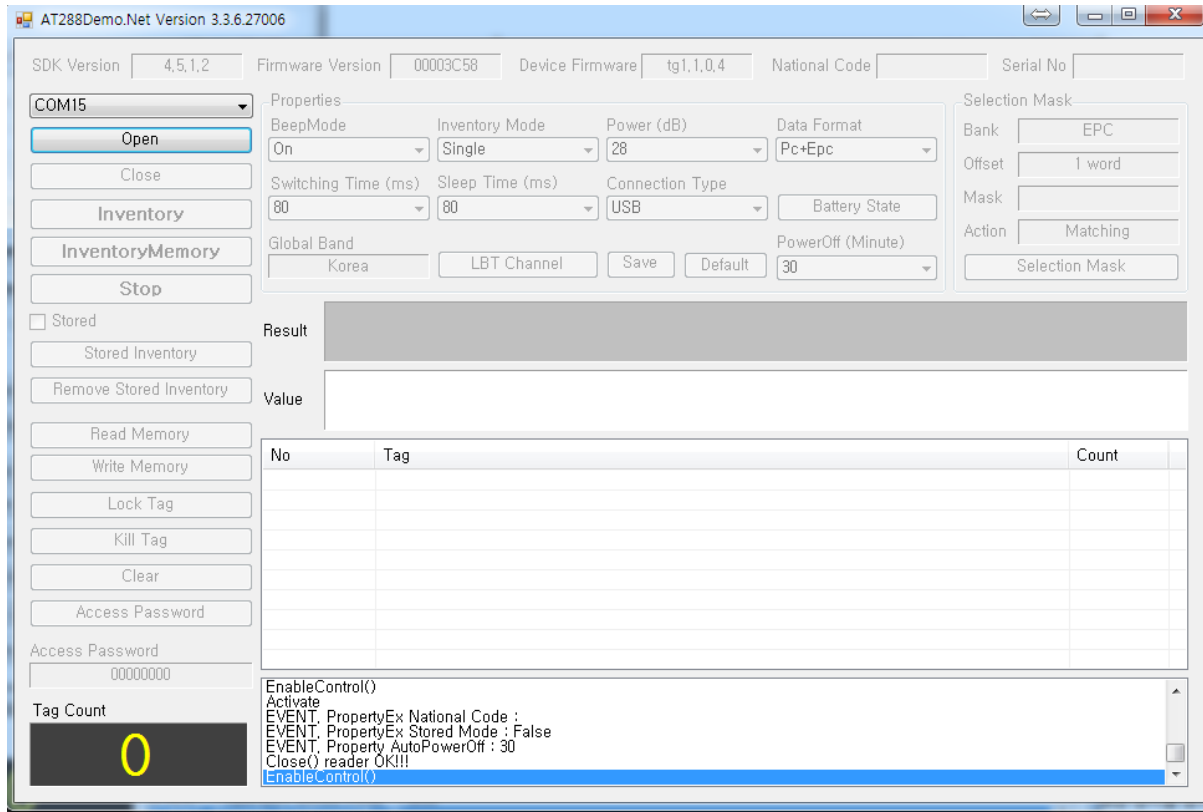 AT288Demo.Net Version 3.3.6.27006
SDK Version 4,5,1,2 Firmware Version 00003C58 Device Firmware tg1,1,0,4 National Code Serial No
COM15
Open
Close
Inventory
InventoryMemory
Stop
Stored
Stored Inventory
Remove Stored Inventory
Read Memory
Write Memory
Lock Tag
Kill Tag
Clear
Access Password
Access Password
00000000
Tag Count
0
Properties
BeepMode Inventory Mode Power (dB) Data Format
On Single 28 Pc+Epc
Switching Time (ms) Sleep Time (ms) Connection Type
80 80 USB Battery State
Global Band PowerOff (Minute)
Korea LBT Channel Save Default 30
Selection Mask
Bank EPC
Offset 1 word
Mask
Action Matching
Selection Mask
Result
Value
No Tag Count
EnableControl()
Activate
EVENT, PropertyEx National Code :
EVENT, PropertyEx Stored Mode : False
EVENT, Property AutoPowerOff : 30
Close() reader OK!!!
EnableControl()